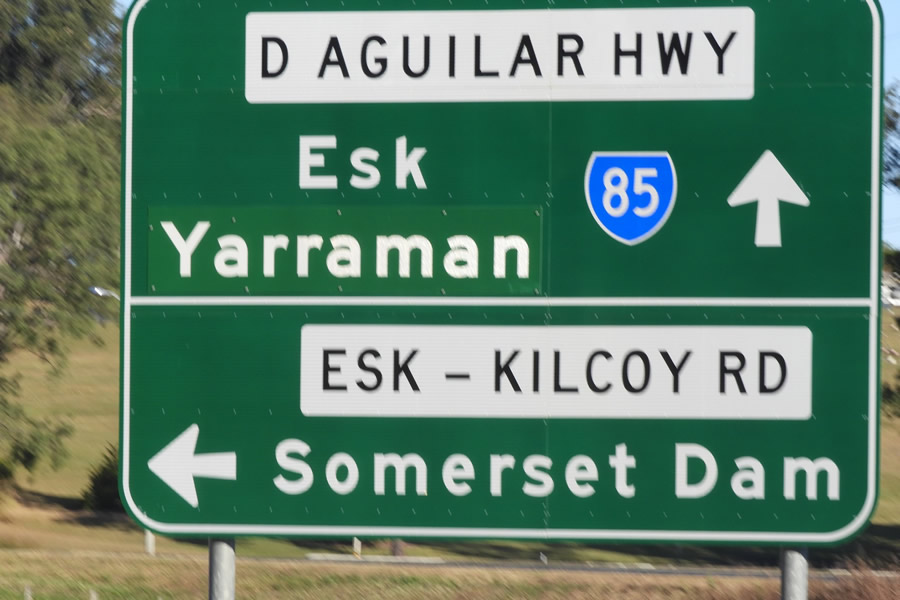 D AGUILAR HWY
Esk
85
Yarraman
ESK – KILCOY RD
Somerset Dam